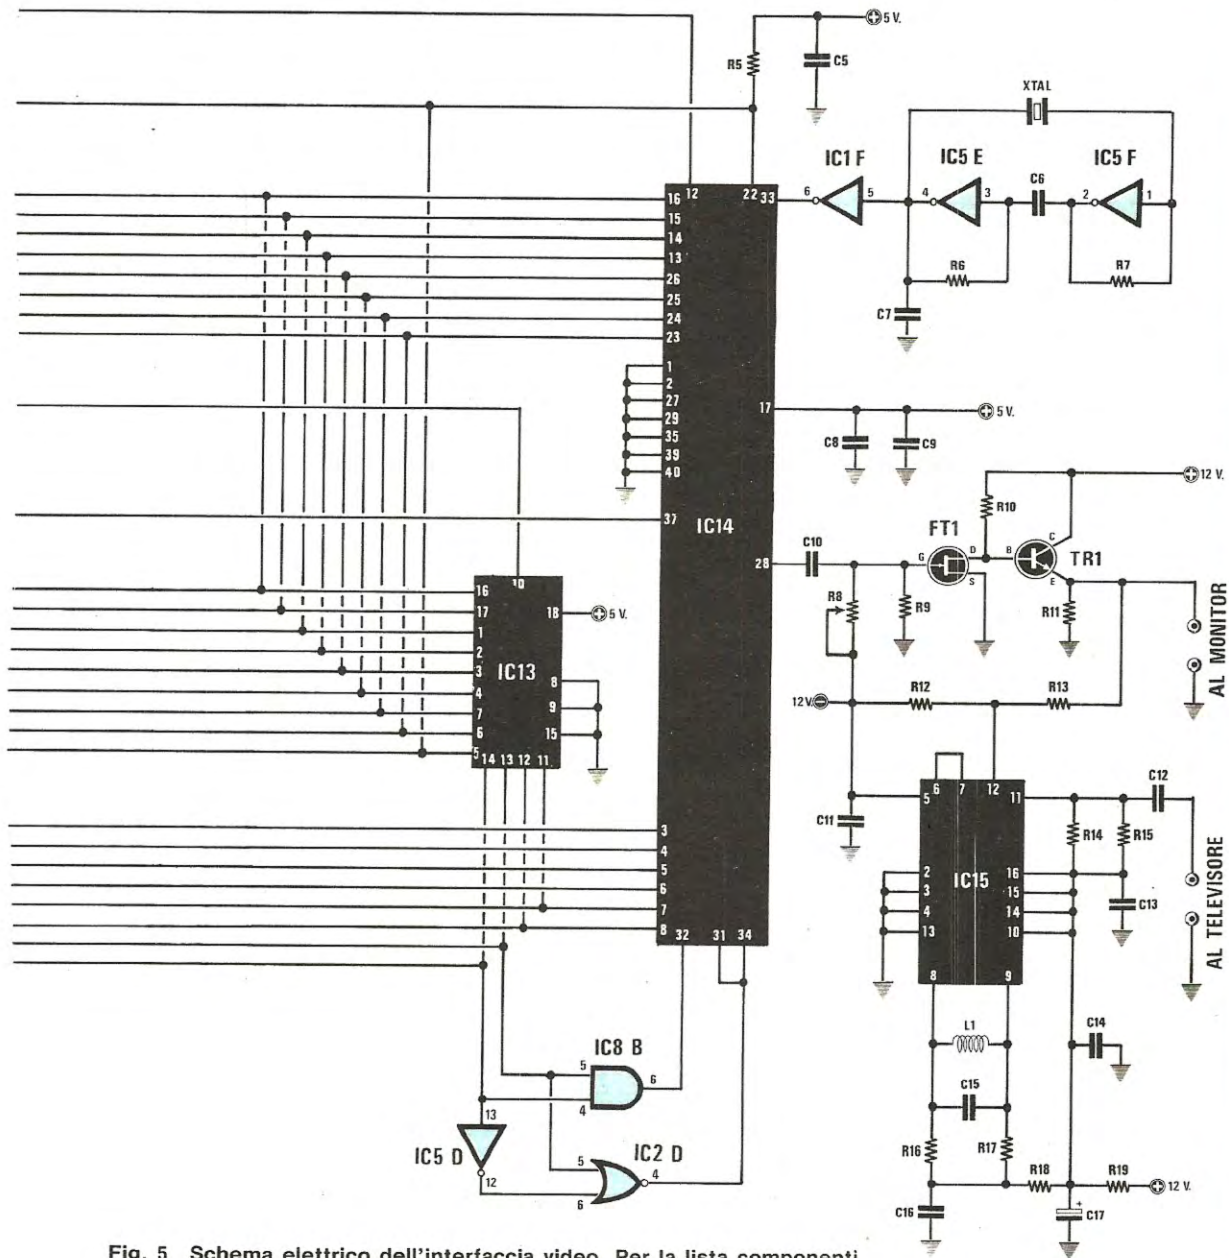 5 V.
R5
C5
XTAL
IC1 F
IC5 E
IC5 F
C6
12
22
33
6
5
4
3
2
1
16
15
14
13
26
25
24
23
R6
R7
C7
1
2
27
29
35
39
40
17
5 V.
C8
C9
12 V.
R10
37
IC14
FT1
C10
D
B
C
TR1
28
G
S
E
R8
R9
R11
AL MONITOR
10
16
17
1
2
3
4
7
6
5
18
5 V.
IC13
8
9
15
14
13
12
11
12 V.
R12
R13
6
7
12
5
11
C11
C12
R14
R15
3
4
5
6
7
8
2
3
4
13
IC15
16
15
14
10
C13
AL TELEVISORE
32
31
34
8
9
L1
C14
IC8 B
5
6
4
C15
13
IC5 D
12
IC2 D
5
4
6
R16
R17
R18
R19
12 V.
C16
+
C17
Fig. 5 Schema elettrico dell'interfaccia video. Per la lista componenti